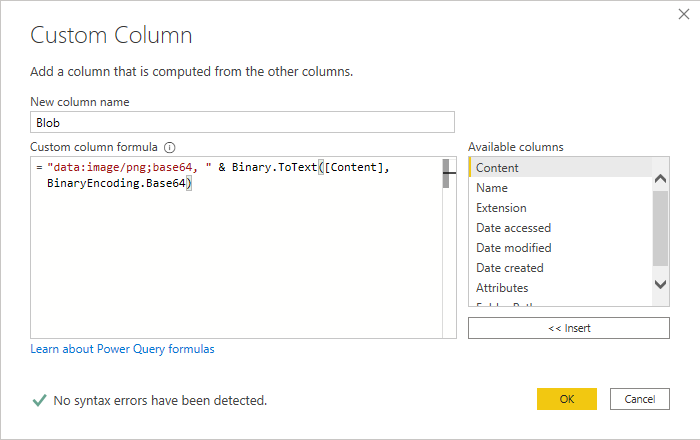 Custom Column
Add a column that is computed from the other columns.
New column name
Blob
Custom column formula
Available columns
= "data:image/png;base64, " & Binary.ToText([Content],
BinaryEncoding.Base64)
Content
Name
Extension
Date accessed
Date modified
Date created
Attributes
<< Insert
Learn about Power Query formulas
No syntax errors have been detected.
OK
Cancel